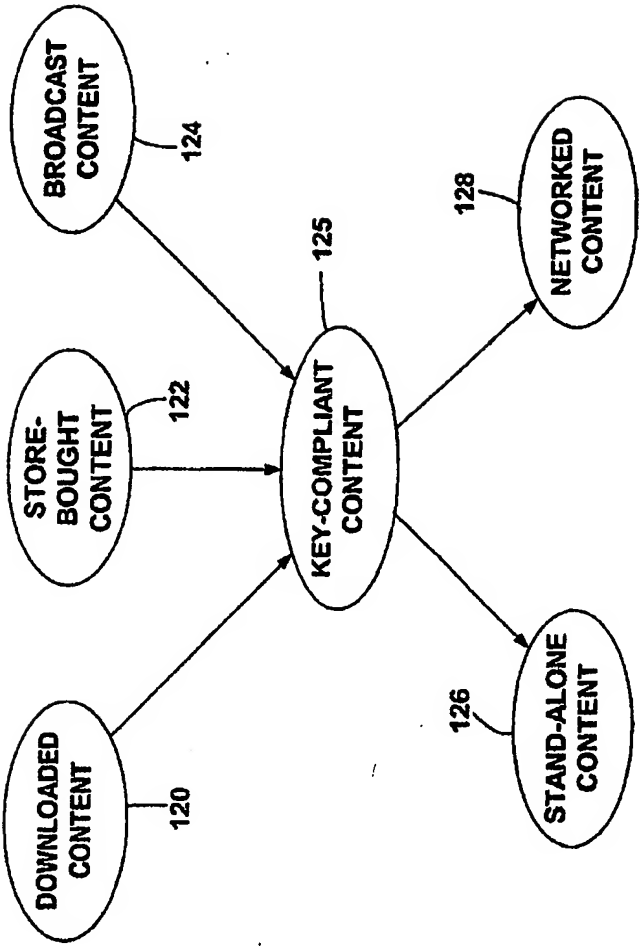 DOWNLOADED
CONTENT
120
STORE-
BOUGHT
CONTENT
122
BROADCAST
CONTENT
124
KEY-COMPLIANT
CONTENT
125
STAND-ALONE
CONTENT
126
NETWORKED
CONTENT
128